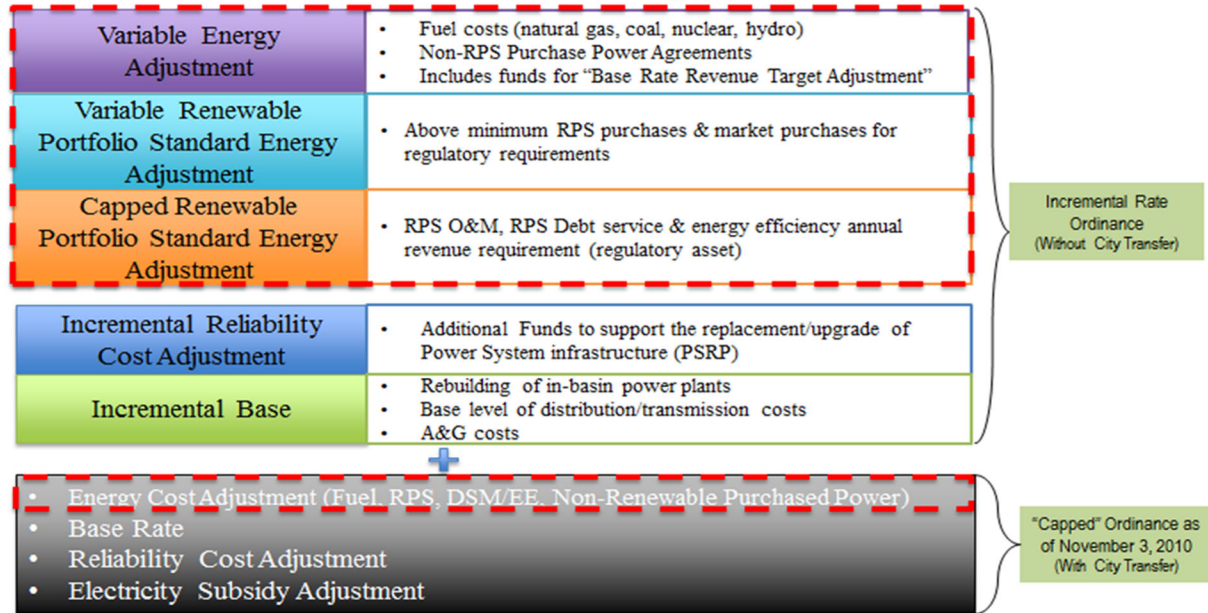 Variable Energy
Adjustment
• Fuel costs (natural gas, coal, nuclear, hydro)
• Non-RPS Purchase Power Agreements
• Includes funds for “Base Rate Revenue Target Adjustment”
Variable Renewable
Portfolio Standard Energy
Adjustment
• Above minimum RPS purchases & market purchases for
regulatory requirements
Capped Renewable
Portfolio Standard Energy
Adjustment
• RPS O&M, RPS Debt service & energy efficiency annual
revenue requirement (regulatory asset)
Incremental Rate
Ordinance
(Without City Transfer)
Incremental Reliability
Cost Adjustment
• Additional Funds to support the replacement/upgrade of
Power System infrastructure (PSRP)
Incremental Base
• Rebuilding of in-basin power plants
• Base level of distribution/transmission costs
• A&G costs
• Energy Cost Adjustment (Fuel, RPS, DSM/EE, Non-Renewable Purchased Power)
• Base Rate
• Reliability Cost Adjustment
• Electricity Subsidy Adjustment
“Capped” Ordinance as
of November 3, 2010
(With City Transfer)